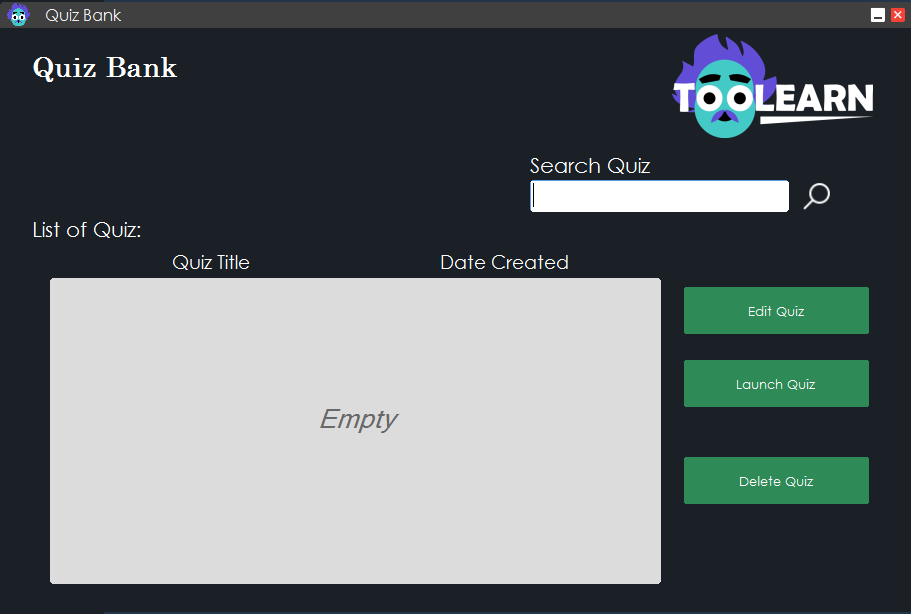 Quiz Bank
Quiz Bank
TOOLEARN
Search Quiz
List of Quiz:
Quiz Title Date Created
Edit Quiz
Launch Quiz
Empty
Delete Quiz